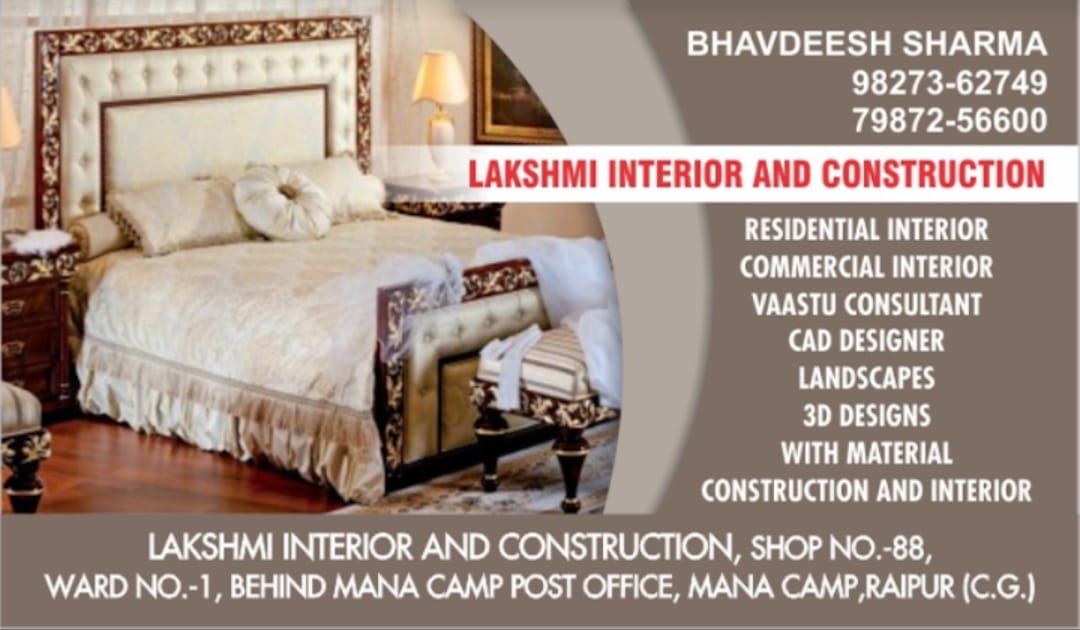 BHAVDEESH SHARMA
98273-62749
79872-56600
LAKSHMI INTERIOR AND CONSTRUCTION
RESIDENTIAL INTERIOR
COMMERCIAL INTERIOR
VAASTU CONSULTANT
CAD DESIGNER
LANDSCAPES
3D DESIGNS
WITH MATERIAL
CONSTRUCTION AND INTERIOR
LAKSHMI INTERIOR AND CONSTRUCTION, SHOP NO.-88,
WARD NO.-1, BEHIND MANA CAMP POST OFFICE, MANA CAMP,RAIPUR (C.G.)